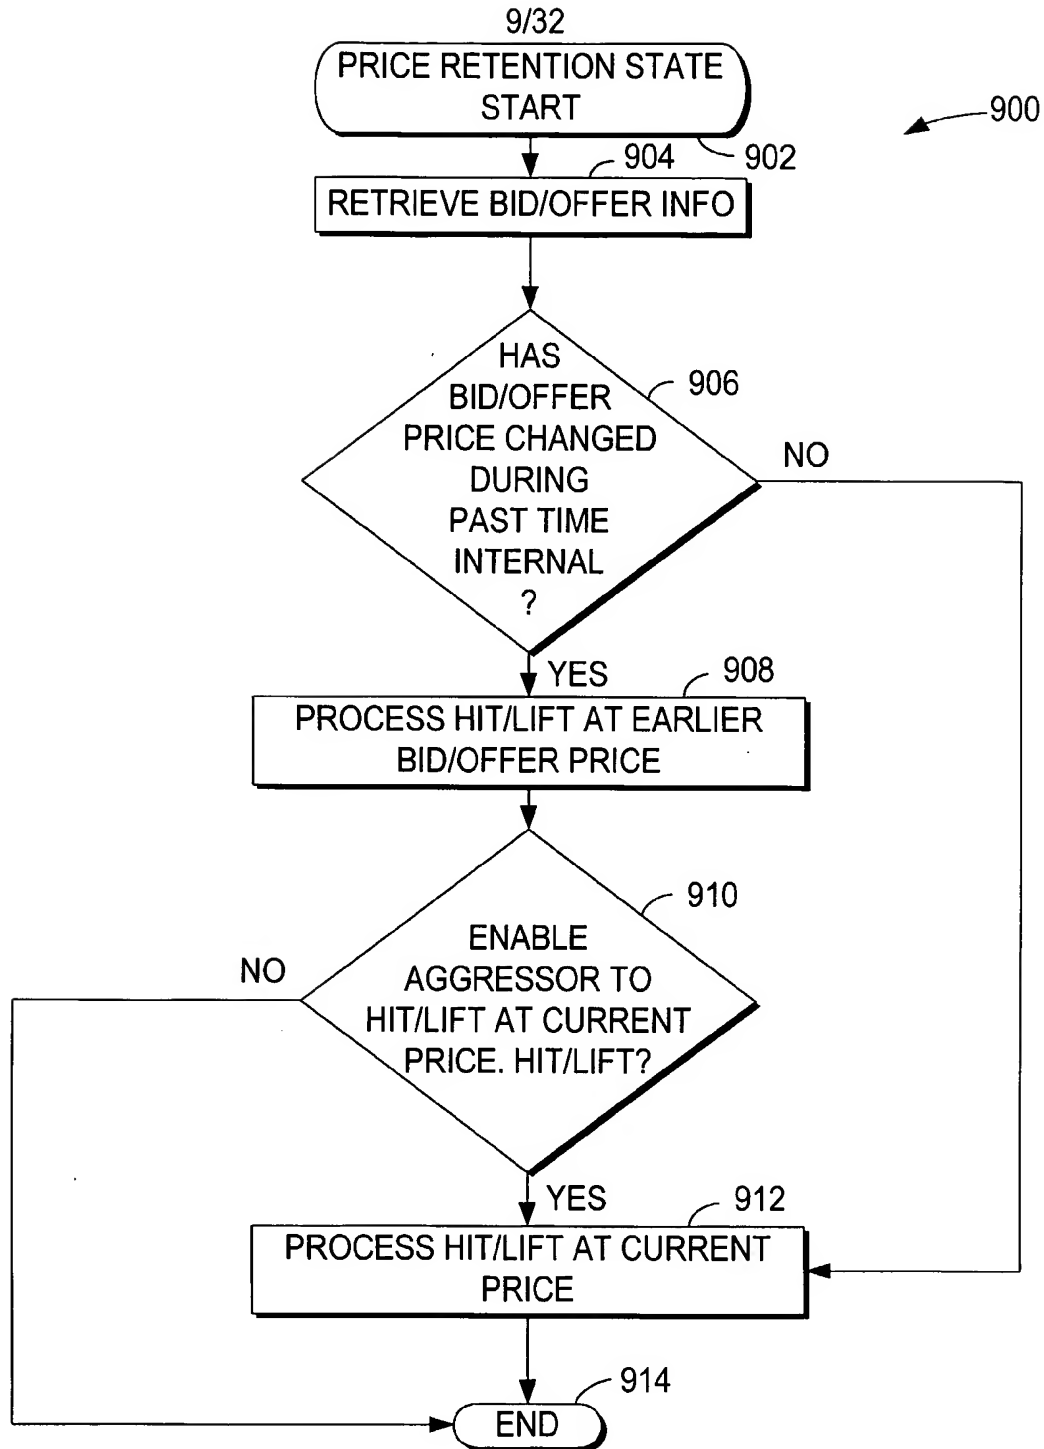 9/32
PRICE RETENTION STATE
START
900
902
904
RETRIEVE BID/OFFER INFO
HAS
BID/OFFER
PRICE CHANGED
DURING
PAST TIME
INTERNAL
?
906
NO
YES
908
PROCESS HIT/LIFT AT EARLIER
BID/OFFER PRICE
910
ENABLE
AGGRESSOR TO
HIT/LIFT AT CURRENT
PRICE. HIT/LIFT?
NO
YES
912
PROCESS HIT/LIFT AT CURRENT
PRICE
914
END